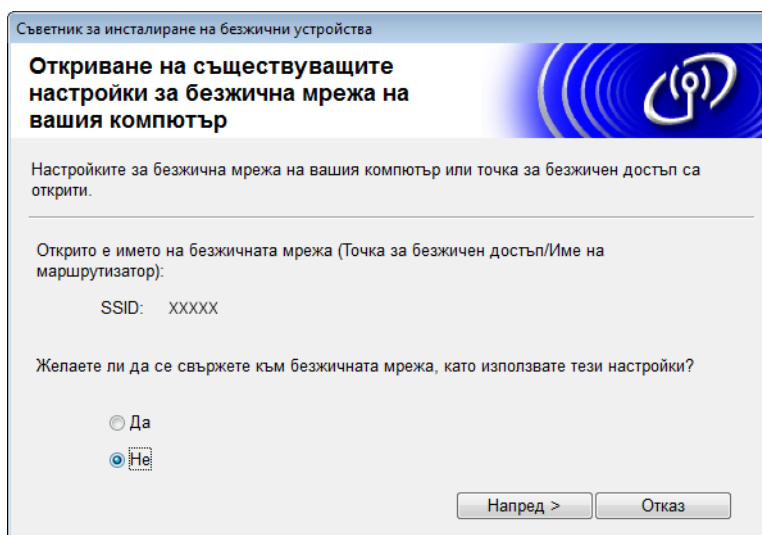 Съветник за инсталиране на безжични устройства
Откриване на съществуващите
настройки за безжична мрежа на
вашия компютър
Настройките за безжична мрежа на вашия компютър или точка за безжичен достъп са
открити.
Открито е името на безжичната мрежа (Точка за безжичен достъп/Име на
маршрутизатор):
SSID: XXXXX
Желаете ли да се свържете към безжичната мрежа, като използвате тези настройки?
Да
Не
Напред > Отказ